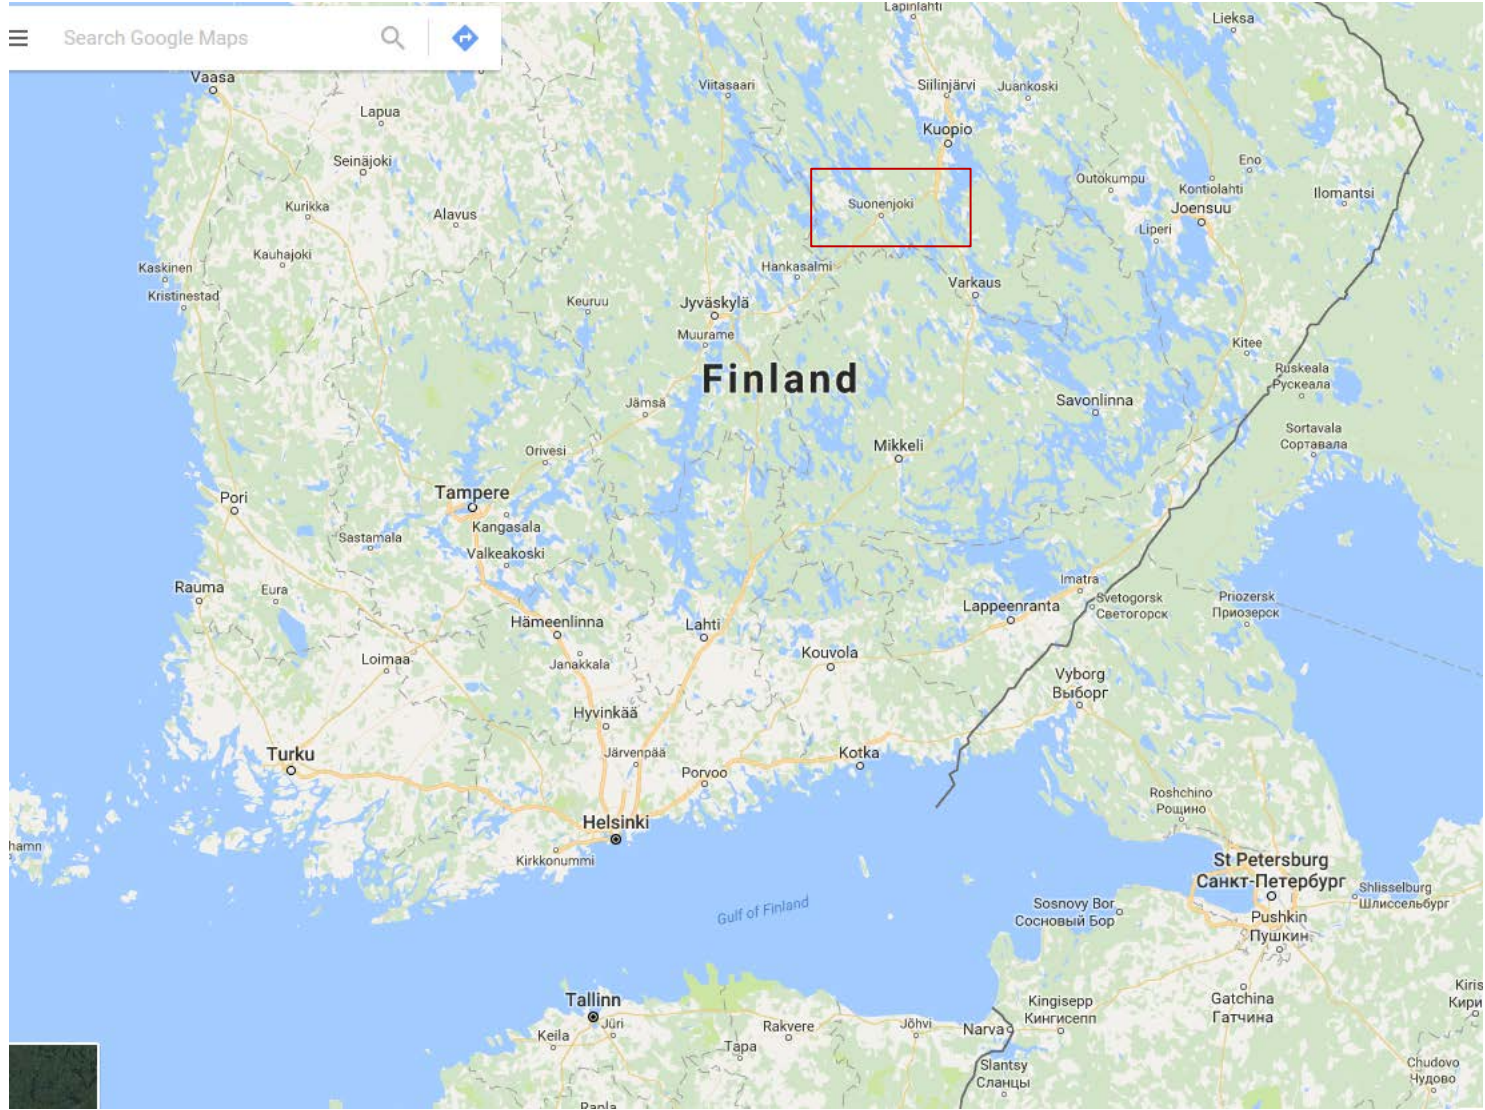 Search Google Maps
Lapinlahti
Lieksa
Vaasa
Viitasaari
Siilinjärvi
Juankoski
Lapua
Kuopio
Seinäjoki
Eno
Outokumpu
Kontiolahti
Ilomantsi
Kurikka
Alavus
Suonenjoki
Joensuu
Liperi
Kauhajoki
Kaskinen
Hankasalmi
Kristinestad
Keuruu
Jyväskylä
Varkaus
Muurame
Kitee
Finland
Ruskeala
Рускеала
Jämsä
Savonlinna
Sortavala
Сортавала
Orivesi
Mikkeli
Pori
Tampere
Kangasala
Sastamala
Valkeakoski
Rauma
Eura
Imatra
Svetogorsk
Светогорск
Priozersk
Приозерск
Hämeenlinna
Lahti
Lappeenranta
Loimaa
Janakkala
Kouvola
Vyborg
Выборг
Hyvinkää
Turku
Järvenpää
Porvoo
Kotka
Roshchino
Рощино
Helsinki
hamn
Kirkkonummi
St Petersburg
Санкт-Петербург
Shlisselburg
Шлиссельбург
Gulf of Finland
Sosnovy Bor
Сосновый Бор
Pushkin
Пушкин
Tallinn
Jüri
Keila
Rakvere
Jõhvi
Narva
Kingisepp
Кингисепп
Gatchina
Гатчина
Kiris
Кири
Tapa
Slantsy
Сланцы
Chudovo
Чудово
Rapla